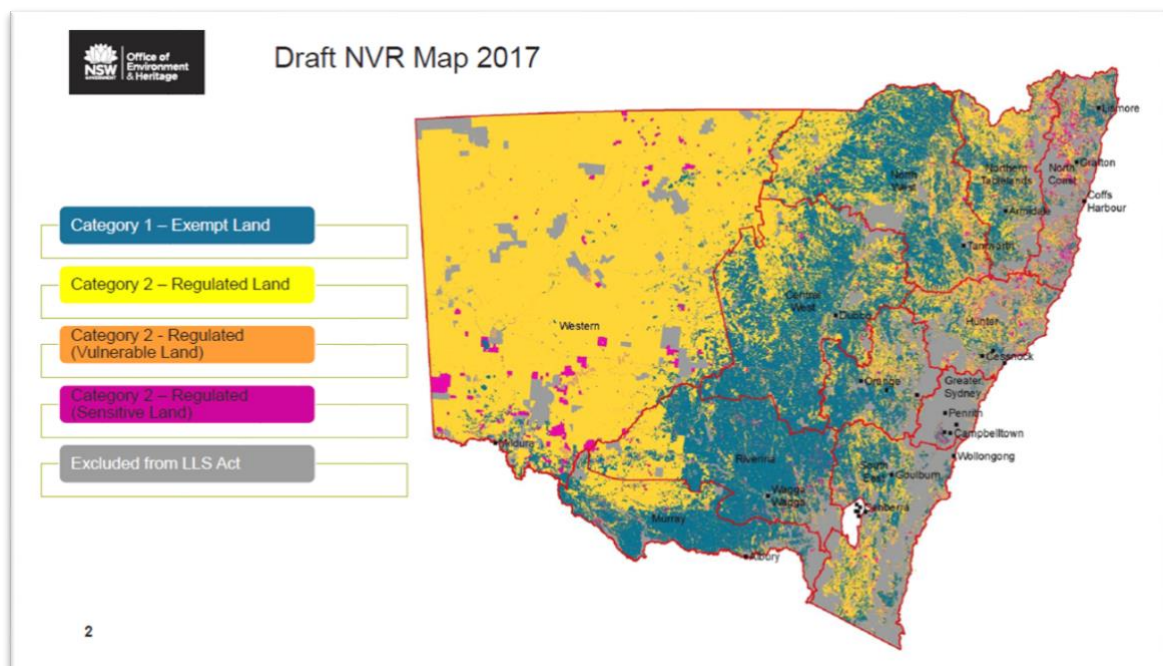 NSW
GOVERNMENT
Office of
Environment
& Heritage
Draft NVR Map 2017
Category 1 – Exempt Land
Category 2 – Regulated Land
Category 2 - Regulated
(Vulnerable Land)
Category 2 – Regulated
(Sensitive Land)
Excluded from LLS Act
Lismore
Grafton
North
Coast
Coffs
Harbour
Northern
Tablelands
North
West
Armidale
Tamworth
Central
West
Dubbo
Hunter
Western
Cessnock
Orange
Greater
Sydney
Penrith
Campbelltown
Wollongong
Mildura
Riverina
South
East
Goulburn
Wagga
Wagga
Canberra
Murray
Albury
2